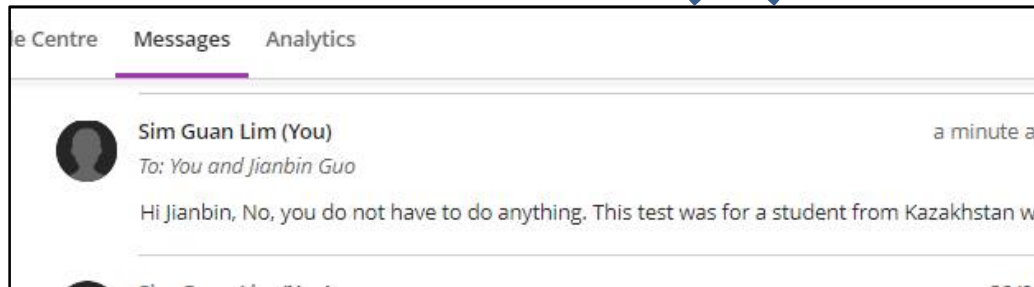 le Centre Messages Analytics
Sim Guan Lim (You) a minute a
To: You and Jianbin Guo
Hi Jianbin, No, you do not have to do anything. This test was for a student from Kazakhstan w